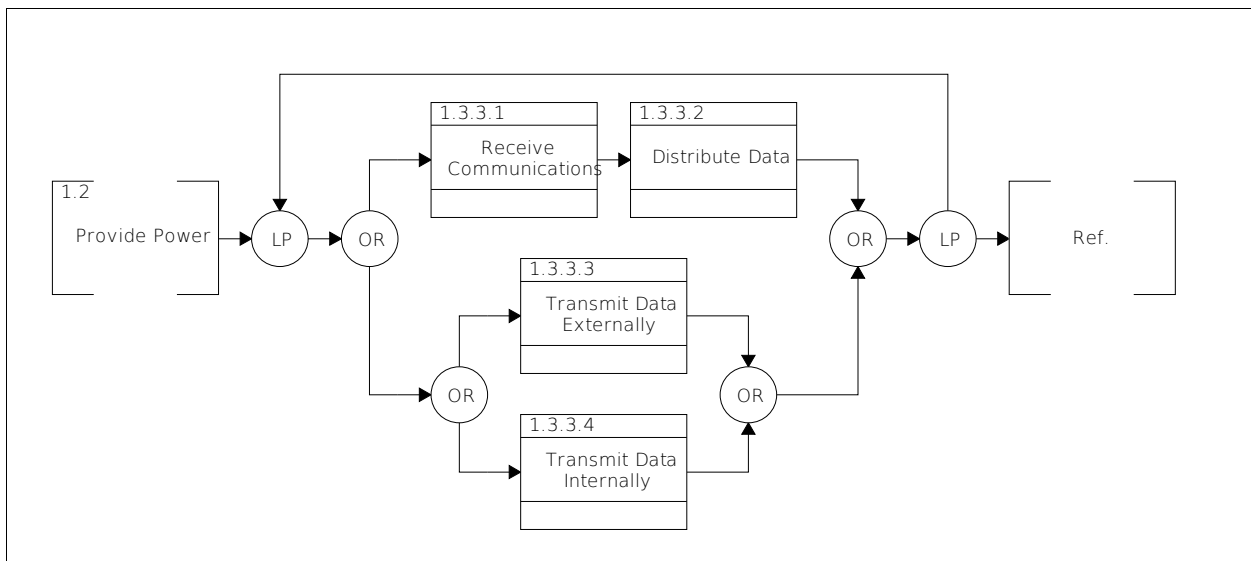 1.3.3.1
Receive
Communications
1.3.3.2
Distribute Data
1.2
Provide Power
LP
OR
OR
LP
Ref.
1.3.3.3
Transmit Data
Externally
OR
OR
1.3.3.4
Transmit Data
Internally